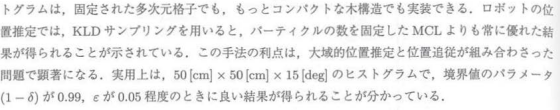 トグラムは，固定された多次元格子でも，もっとコンパクトな木構造でも実装できる．ロボットの位
置推定では，KLD サンプリングを用いると，パーティクルの数を固定した MCL よりも常に優れた結
果が得られることが示されている．この手法の利点は，大域的位置推定と位置追従が組み合わさった
問題で顕著になる．実用上は，50 [cm] × 50 [cm] × 15 [deg] のヒストグラムで，境界値のパラメータ
(1 − δ) が 0.99，ε が 0.05 程度のときに良い結果が得られることが分かっている．